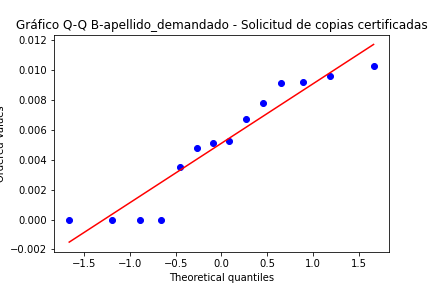 Gráfico Q-Q B-apellido_demandado - Solicitud de copias certificadas
0.012
0.010
0.008
0.006
0.004
0.002
0.000
−0.002
Ordered Values
−1.5 −1.0 −0.5 0.0 0.5 1.0 1.5
Theoretical quantiles